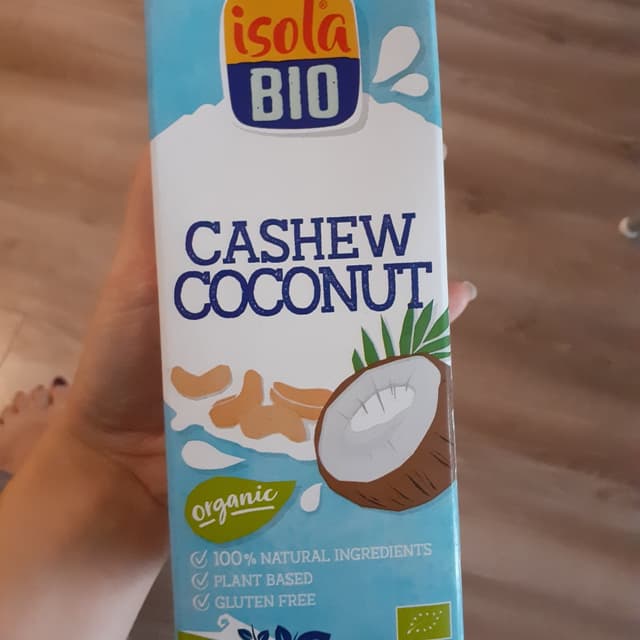 isola
BIO
CASHEW
COCONUT
organic
100% NATURAL INGREDIENTS
PLANT BASED
GLUTEN FREE